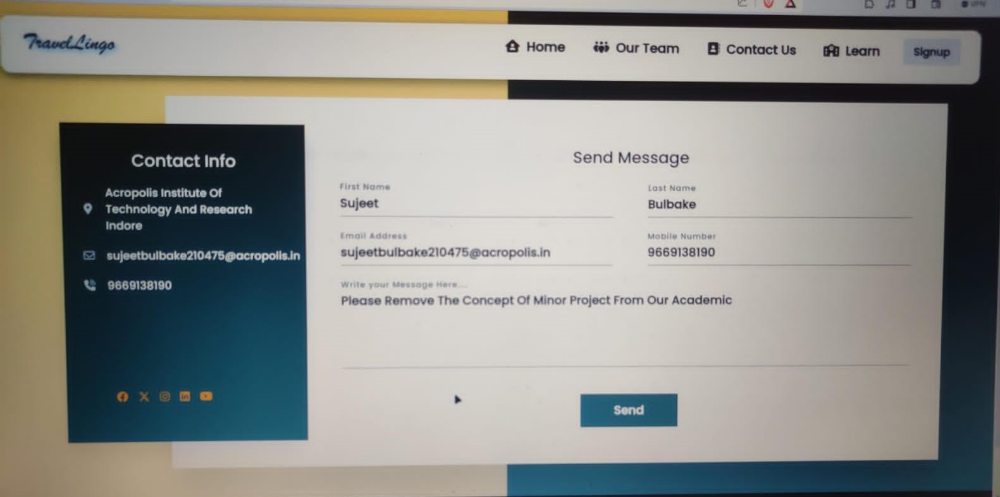 TravelLingo
Home
Our Team
Contact Us
Learn
Signup
Contact Info
Acropolis Institute Of
Technology And Research
Indore
sujeetbulbake210475@acropolis.in
9669138190
Send Message
First Name
Last Name
Sujeet
Bulbake
Email Address
Mobile Number
sujeetbulbake210475@acropolis.in
9669138190
Write your Message Here....
Please Remove The Concept Of Minor Project From Our Academic
Send